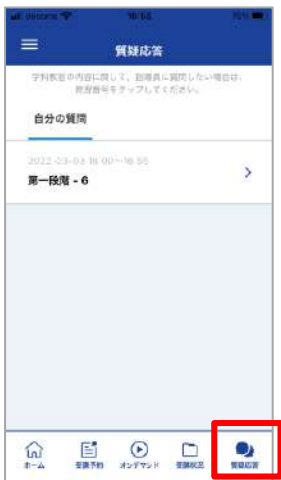 16:58
質疑応答
学科教習の内容に関して、指導員に質問したい場合は、
教習番号をタップしてください。
自分の質問
2022-03-03 16:00～16:50
第一段階 - 6
ホーム
受講予約
オンデマンド
受講状況
質疑応答